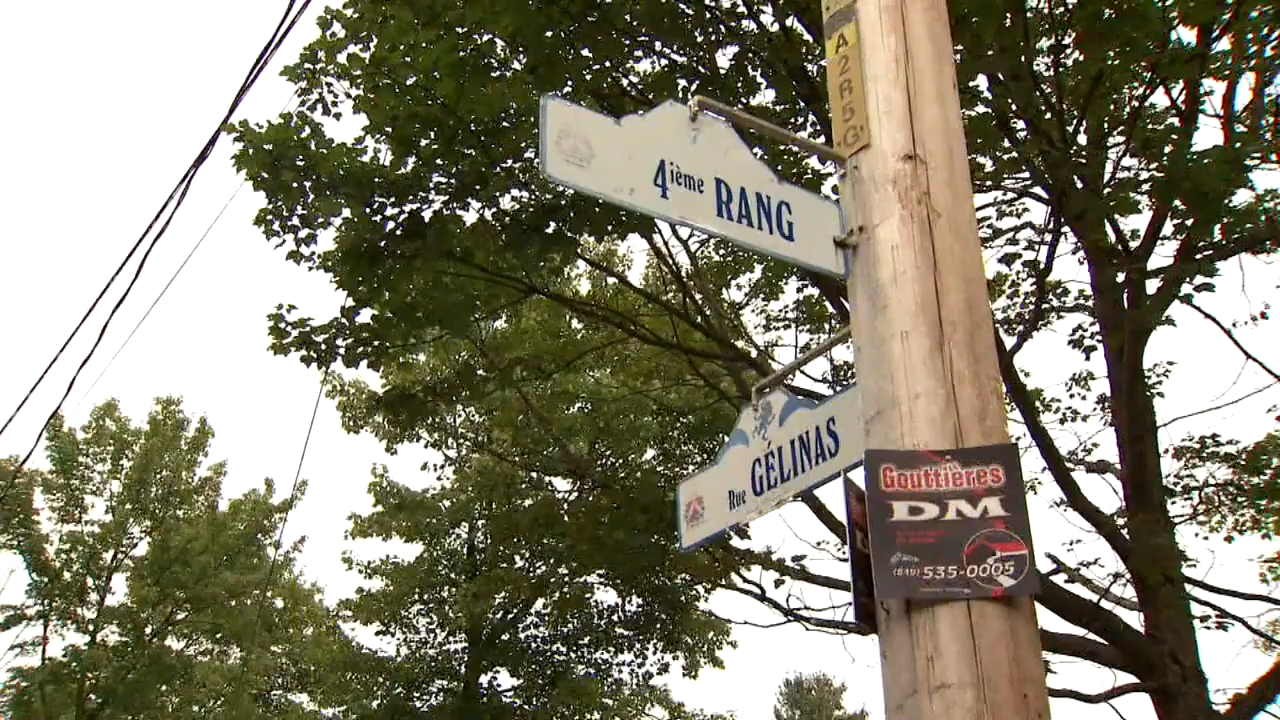 A2R5G
4ième RANG
Rue GÉLINAS
Gouttières
DM
(819) 535-0005